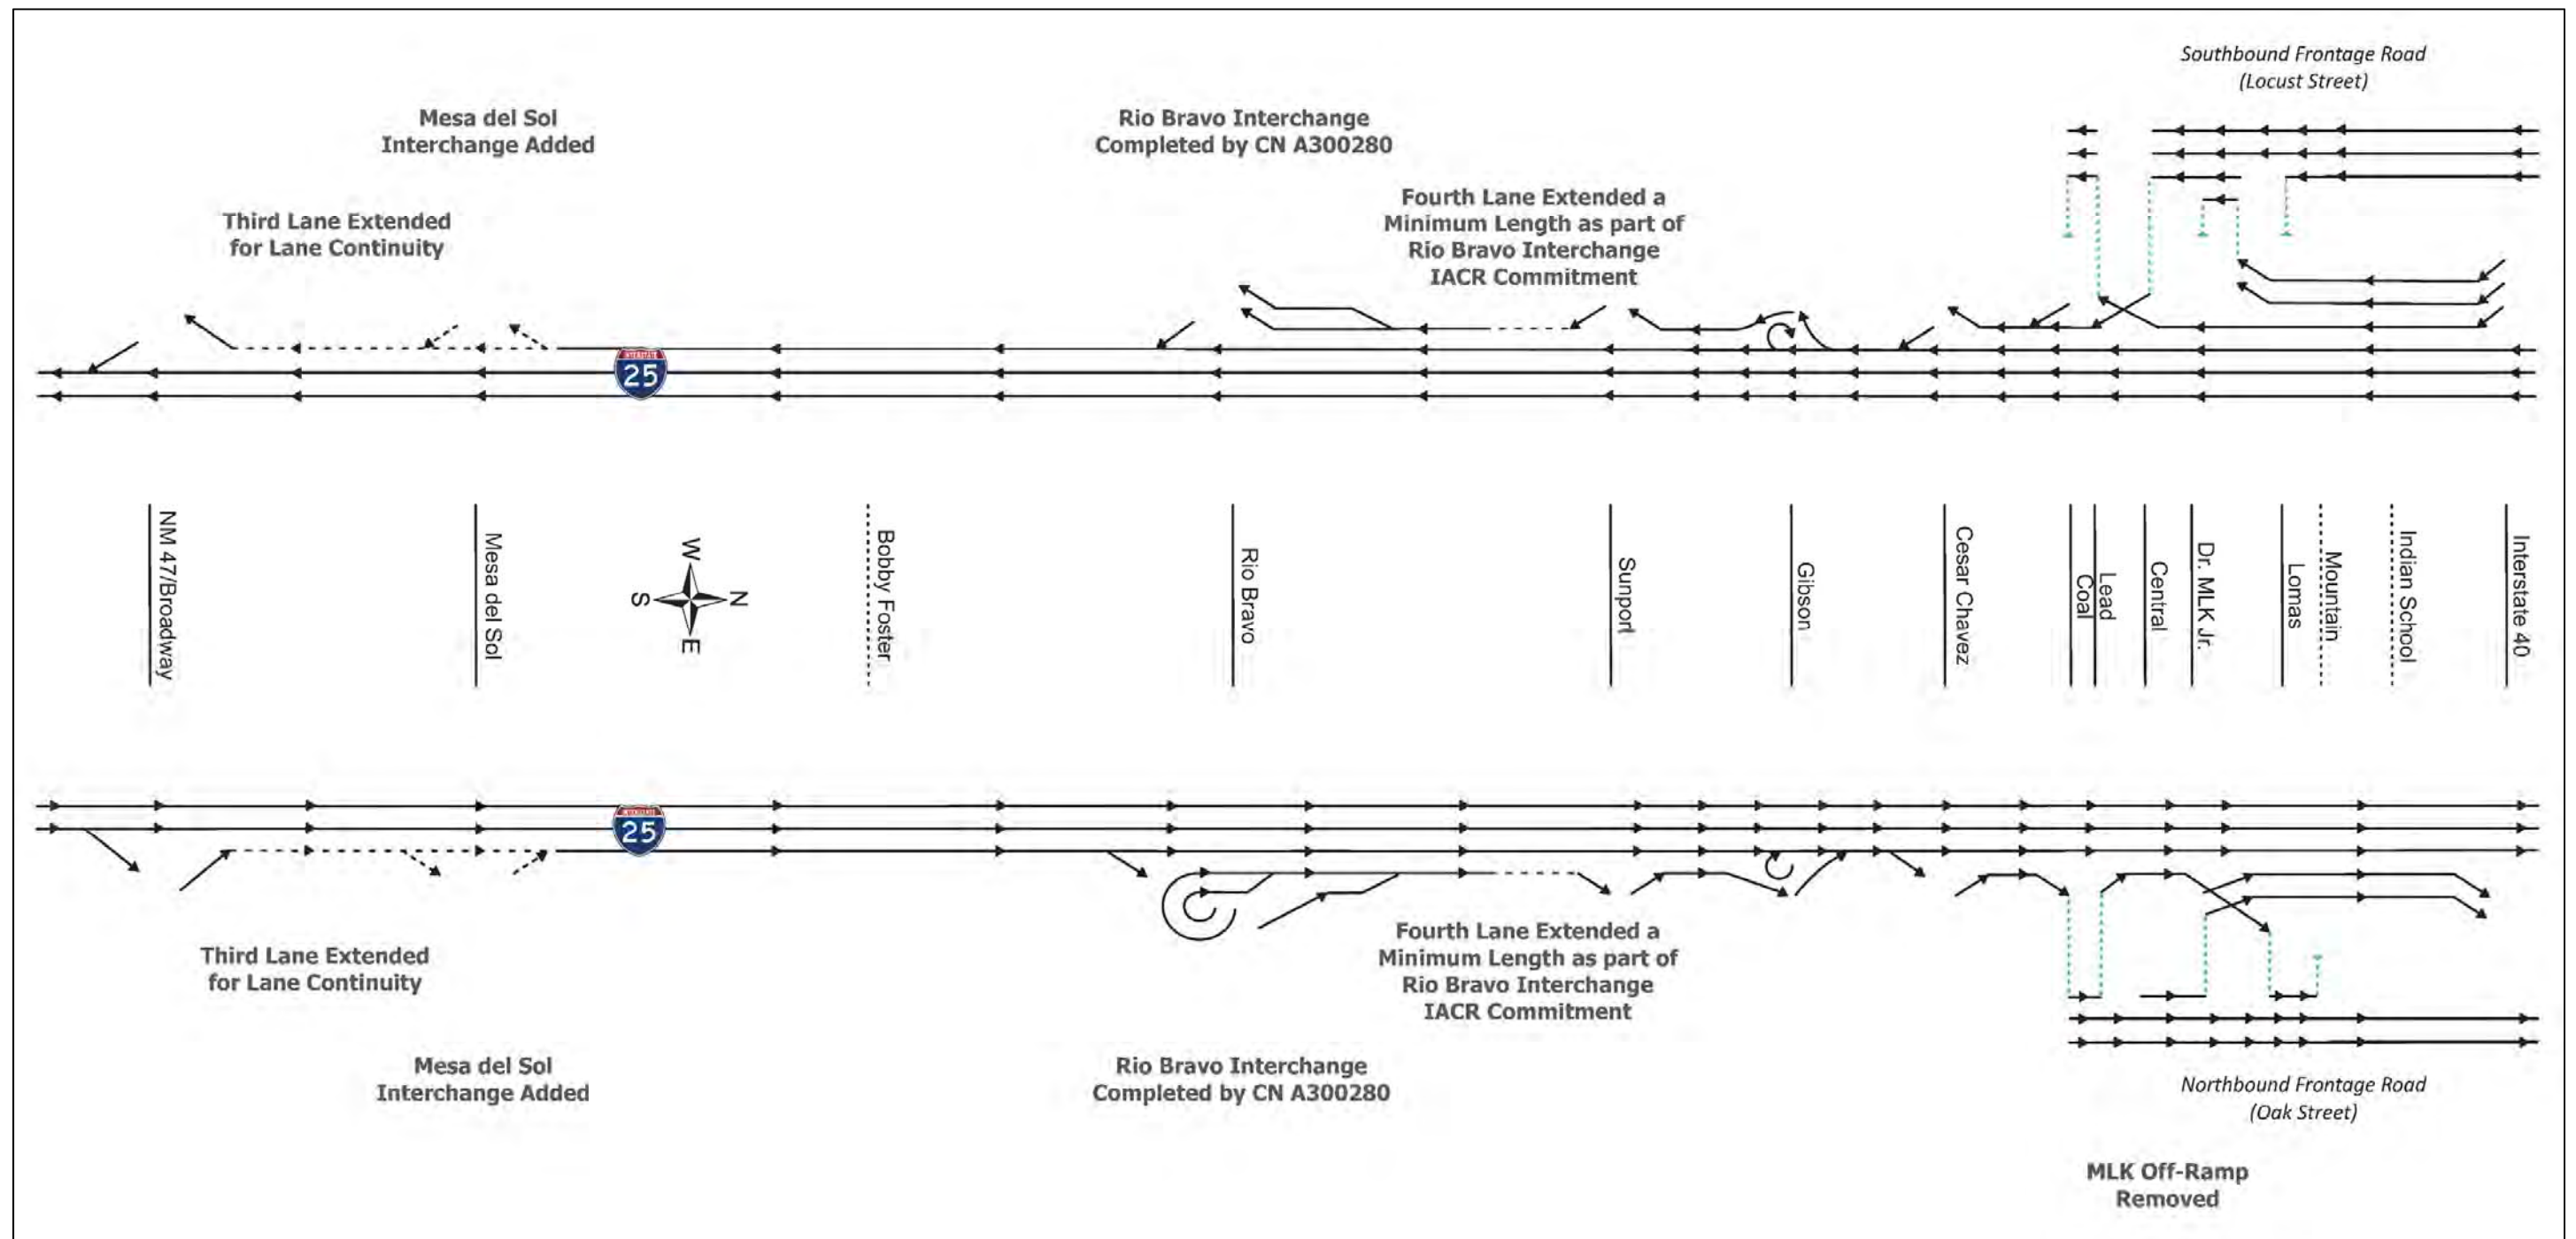 Southbound Frontage Road
(Locust Street)
Mesa del Sol
Interchange Added
Rio Bravo Interchange
Completed by CN A300280
Third Lane Extended
for Lane Continuity
Fourth Lane Extended a
Minimum Length as part of
Rio Bravo Interchange
IACR Commitment
INTERSTATE
25
NM 47/Broadway
Mesa del Sol
W
N
S
E
Bobby Foster
Rio Bravo
Sunport
Gibson
Cesar Chavez
Coal
Lead
Central
Dr. MLK Jr.
Lomas
Mountain
Indian School
Interstate 40
INTERSTATE
25
Third Lane Extended
for Lane Continuity
Fourth Lane Extended a
Minimum Length as part of
Rio Bravo Interchange
IACR Commitment
Mesa del Sol
Interchange Added
Rio Bravo Interchange
Completed by CN A300280
Northbound Frontage Road
(Oak Street)
MLK Off-Ramp
Removed